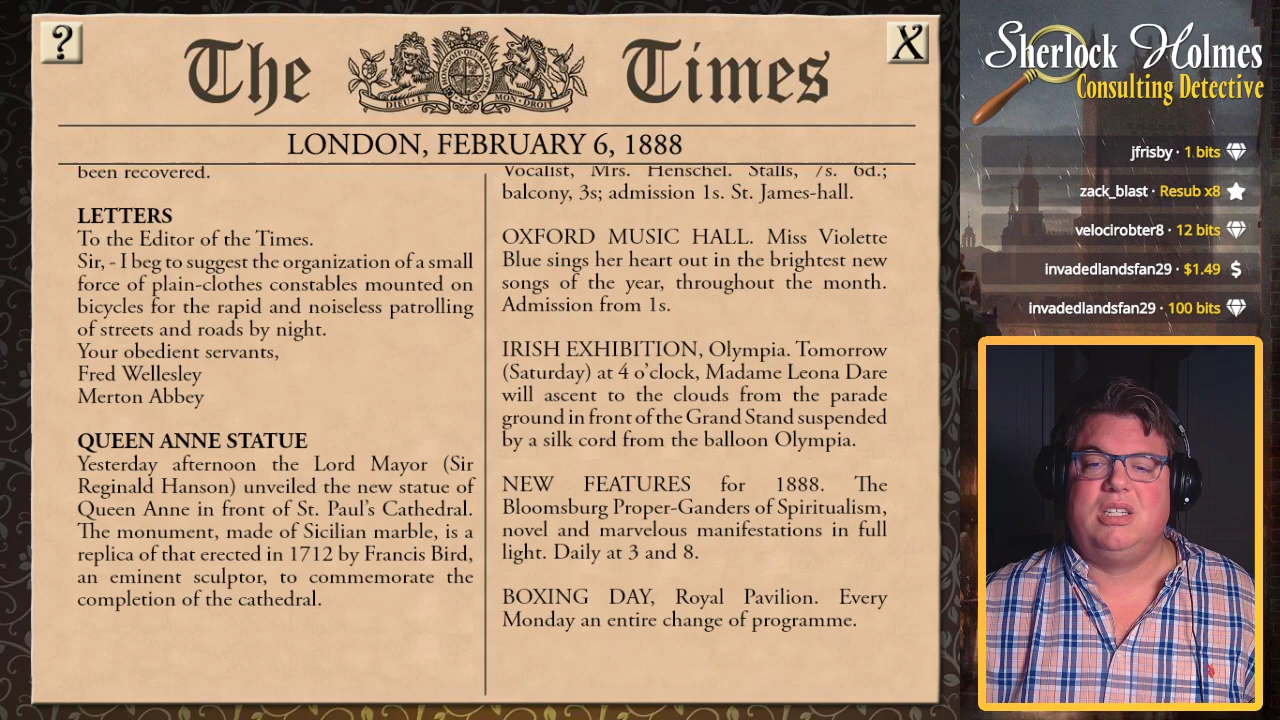 ?
The Times
X
DIEU · ET MON · DROIT
LONDON, FEBRUARY 6, 1888
been recovered.
LETTERS
To the Editor of the Times.
Sir, - I beg to suggest the organization of a small
force of plain-clothes constables mounted on
bicycles for the rapid and noiseless patrolling
of streets and roads by night.
Your obedient servants,
Fred Wellesley
Merton Abbey
QUEEN ANNE STATUE
Yesterday afternoon the Lord Mayor (Sir
Reginald Hanson) unveiled the new statue of
Queen Anne in front of St. Paul's Cathedral.
The monument, made of Sicilian marble, is a
replica of that erected in 1712 by Francis Bird,
an eminent sculptor, to commemorate the
completion of the cathedral.
Vocalist, Mrs. Henschel. Stalls, 7s. 6d.;
balcony, 3s; admission 1s. St. James-hall.
OXFORD MUSIC HALL. Miss Violette
Blue sings her heart out in the brightest new
songs of the year, throughout the month.
Admission from 1s.
IRISH EXHIBITION, Olympia. Tomorrow
(Saturday) at 4 o'clock, Madame Leona Dare
will ascent to the clouds from the parade
ground in front of the Grand Stand suspended
by a silk cord from the balloon Olympia.
NEW FEATURES for 1888. The
Bloomsburg Proper-Ganders of Spiritualism,
novel and marvelous manifestations in full
light. Daily at 3 and 8.
BOXING DAY, Royal Pavilion. Every
Monday an entire change of programme.
Sherlock Holmes
Consulting Detective
jfrisby · 1 bits
zack_blast · Resub x8
velocirobter8 · 12 bits
invadedlandsfan29 · $1.49 $
invadedlandsfan29 · 100 bits